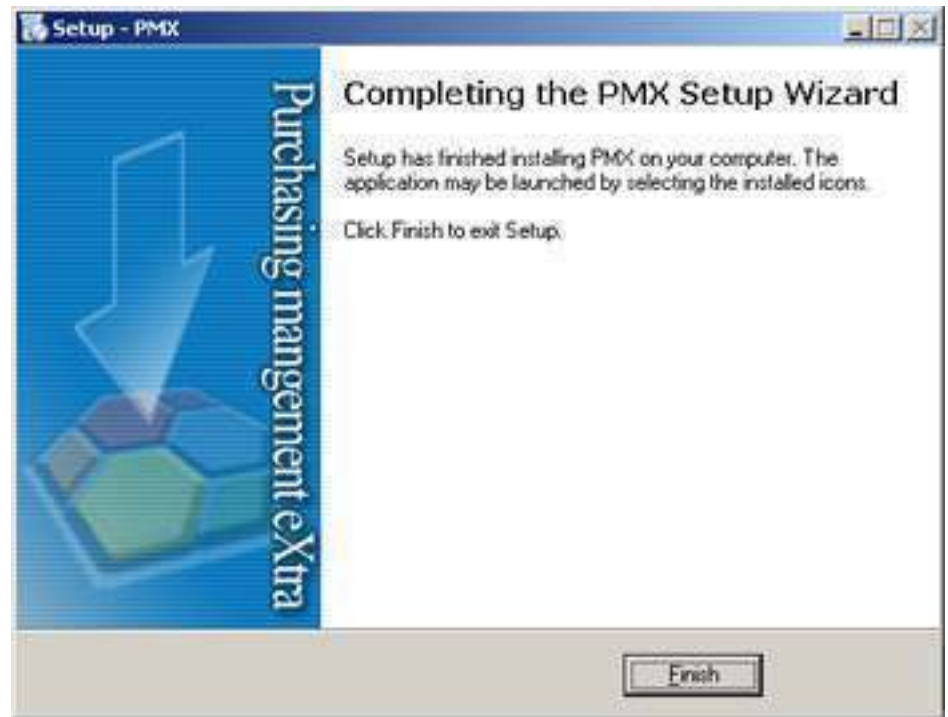 Setup - PMX
Purchasing mangement eXtra
Completing the PMX Setup Wizard
Setup has finished installing PMX on your computer. The
application may be launched by selecting the installed icons.
Click Finish to exit Setup.
Finish